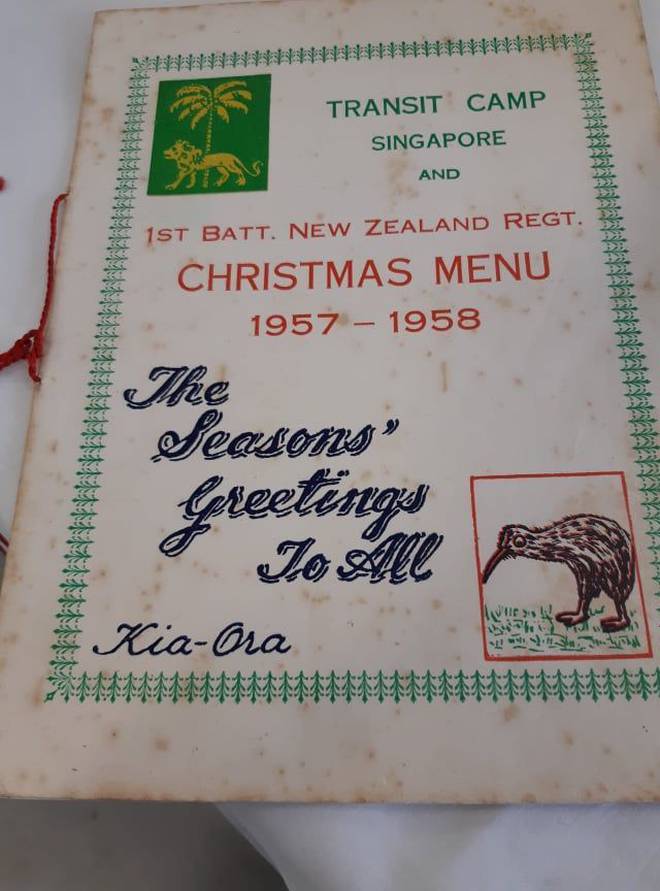 TRANSIT CAMP
SINGAPORE
AND
1ST BATT. NEW ZEALAND REGT.
CHRISTMAS MENU
1957 – 1958
The
Seasons'
Greetings
To All
Kia-Ora